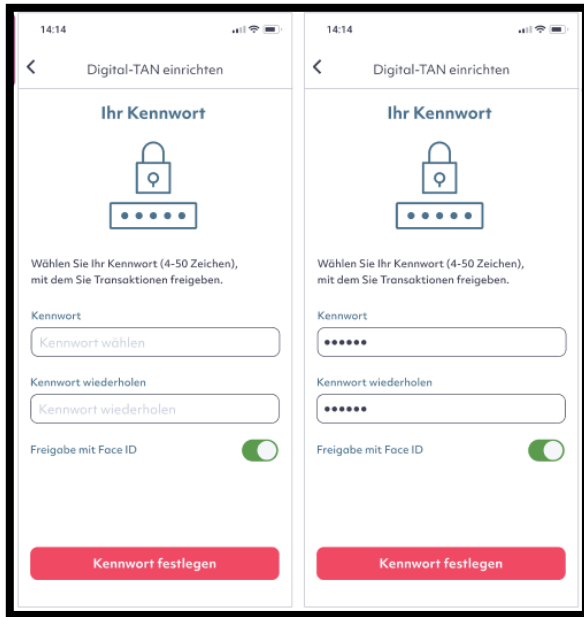 14:14
Digital-TAN einrichten
Ihr Kennwort
Wählen Sie Ihr Kennwort (4-50 Zeichen),
mit dem Sie Transaktionen freigeben.
Kennwort
Kennwort wählen
Kennwort wiederholen
Kennwort wiederholen
Freigabe mit Face ID
Kennwort festlegen
14:14
Digital-TAN einrichten
Ihr Kennwort
Wählen Sie Ihr Kennwort (4-50 Zeichen),
mit dem Sie Transaktionen freigeben.
Kennwort
••••••
Kennwort wiederholen
••••••
Freigabe mit Face ID
Kennwort festlegen